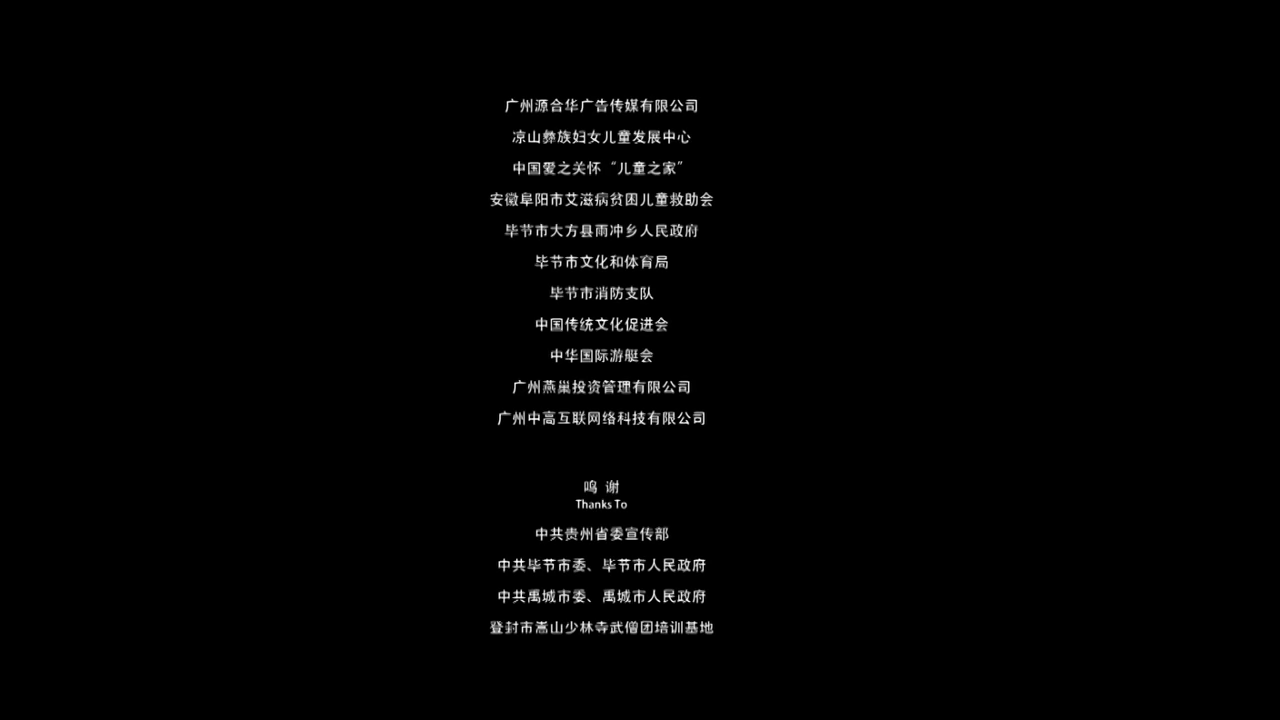 广州源合华广告传媒有限公司
凉山彝族妇女儿童发展中心
中国爱之关怀“儿童之家”
安徽阜阳市艾滋病贫困儿童救助会
毕节市大方县雨冲乡人民政府
毕节市文化和体育局
毕节市消防支队
中国传统文化促进会
中华国际游艇会
广州燕巢投资管理有限公司
广州中高互联网络科技有限公司
鸣 谢
Thanks To
中共贵州省委宣传部
中共毕节市委、毕节市人民政府
中共禹城市委、禹城市人民政府
登封市嵩山少林寺武僧团培训基地